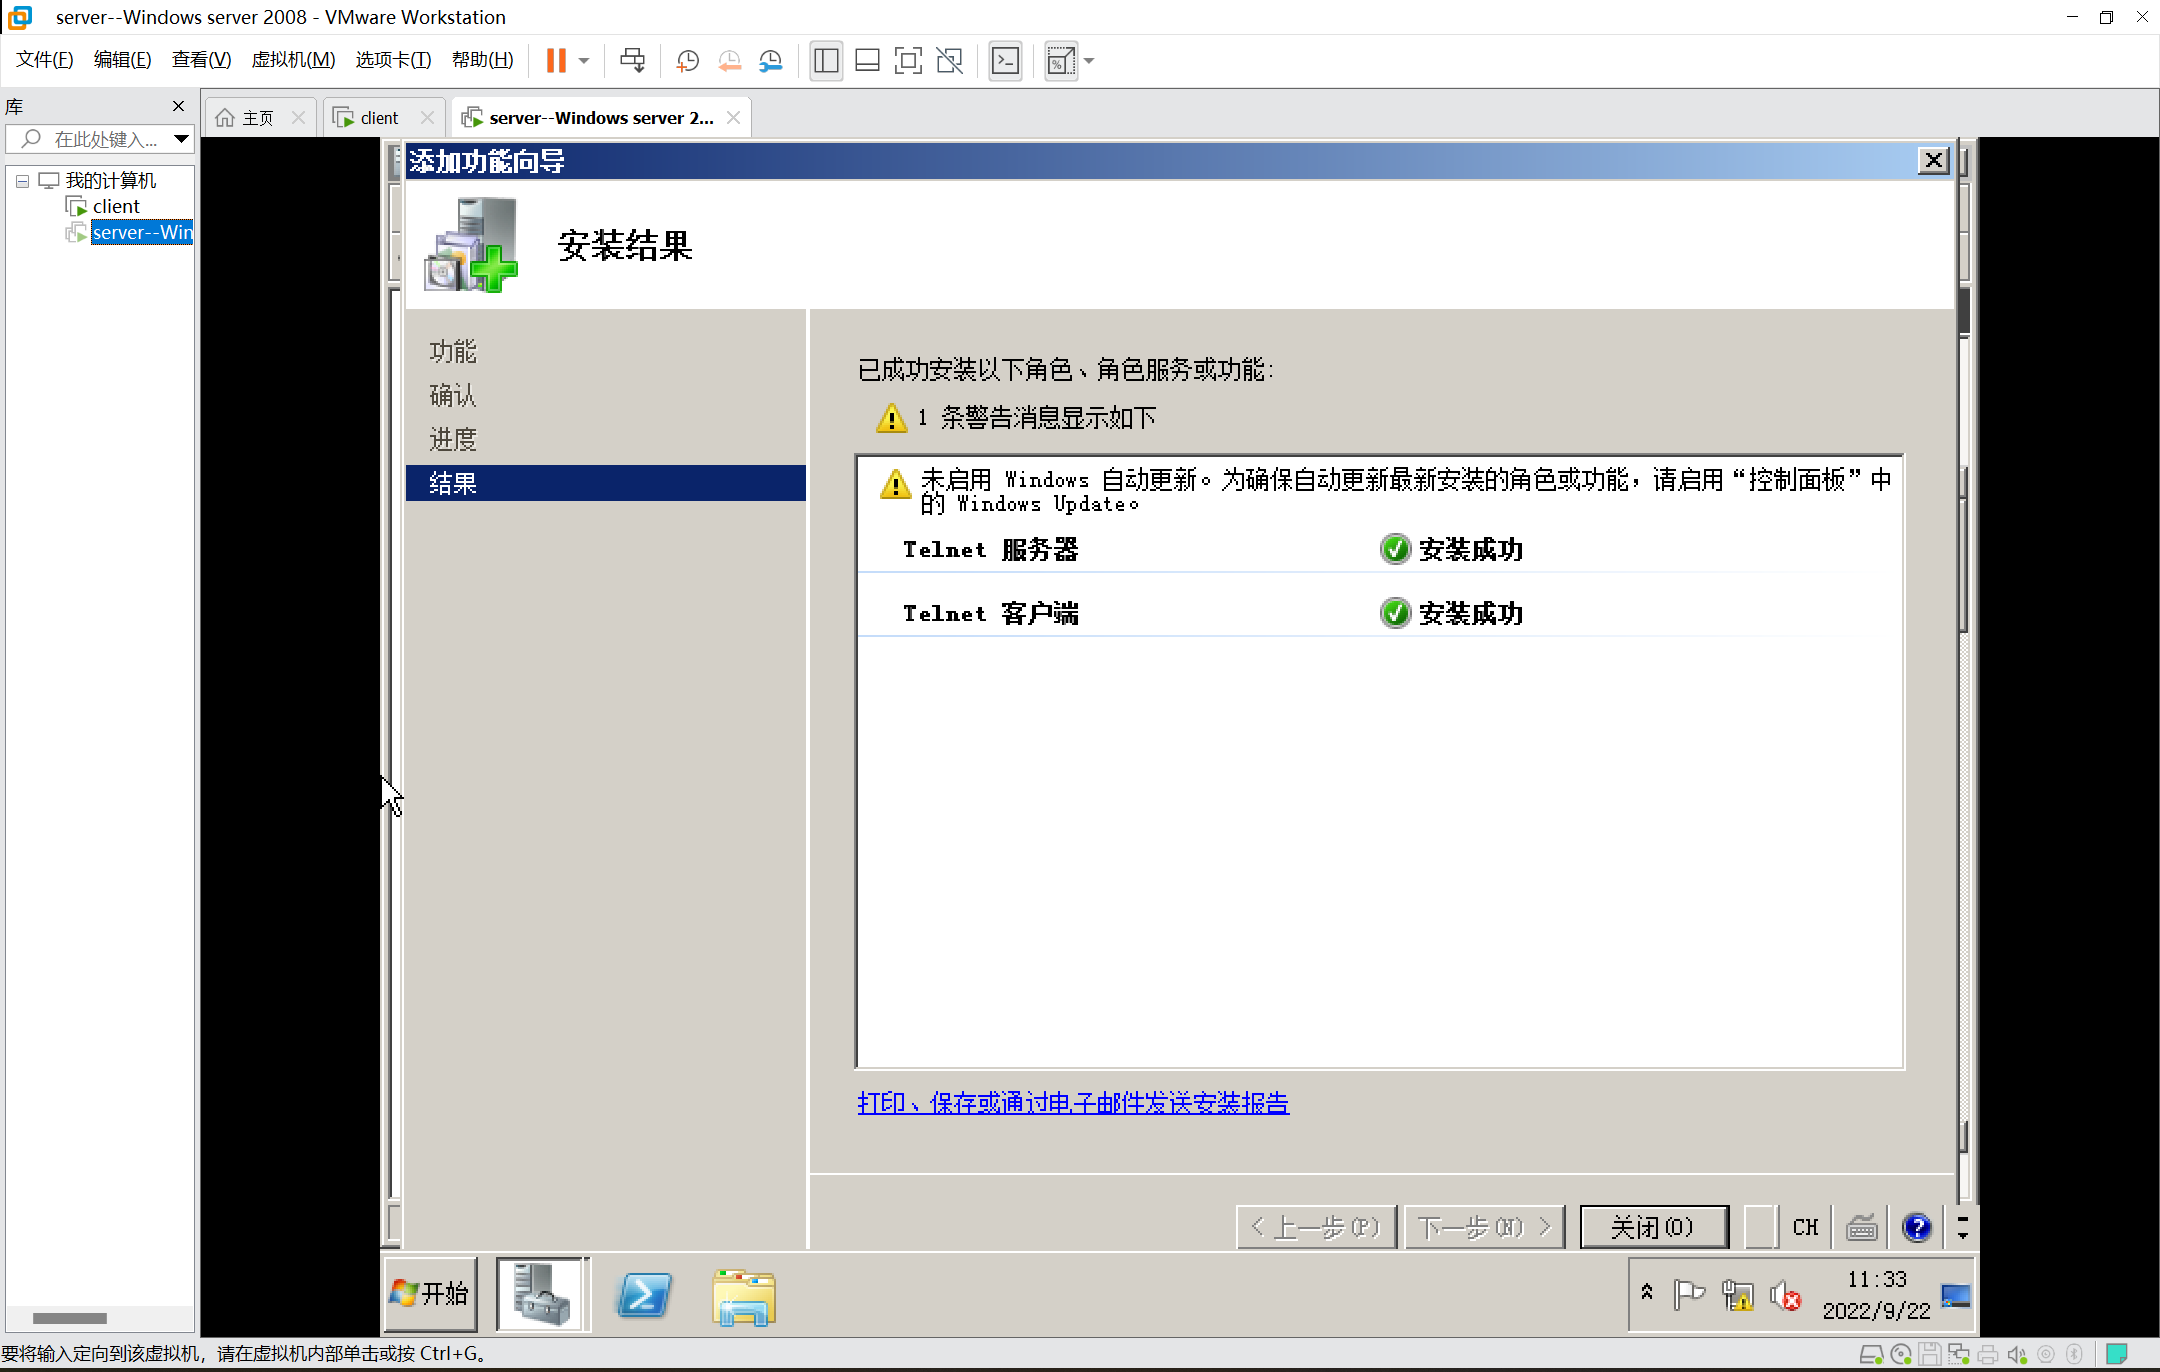 server--Windows server 2008 - VMware Workstation
文件(F) 编辑(E) 查看(V) 虚拟机(M) 选项卡(T) 帮助(H)
库
在此处键入...
主页
client
server--Windows server 2...
我的计算机
client
server--Win
添加功能向导
安装结果
功能
确认
进度
结果
已成功安装以下角色、角色服务或功能:
1 条警告消息显示如下
未启用 Windows 自动更新。为确保自动更新最新安装的角色或功能，请启用“控制面板”中
的 Windows Update。
Telnet 服务器 安装成功
Telnet 客户端 安装成功
打印、保存或通过电子邮件发送安装报告
< 上一步(P) 下一步(N) > 关闭(O) CH
开始
11:33
2022/9/22
要将输入定向到该虚拟机，请在虚拟机内部单击或按 Ctrl+G。